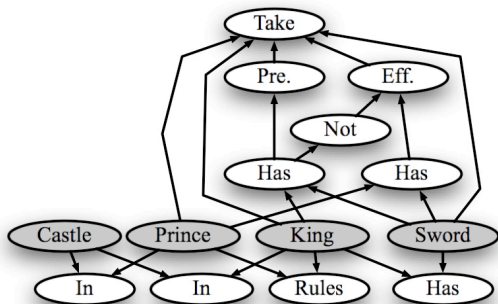 Take
Pre. Eff.
Not
Has Has
Castle Prince King Sword
In In Rules Has